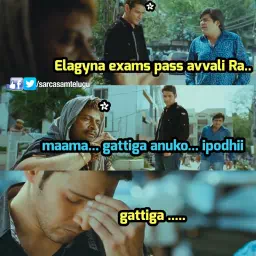 Elagyna exams pass avvali Ra..
f /sarcasamtelugu
maama... gattiga anuko... ipodhii
gattiga .....